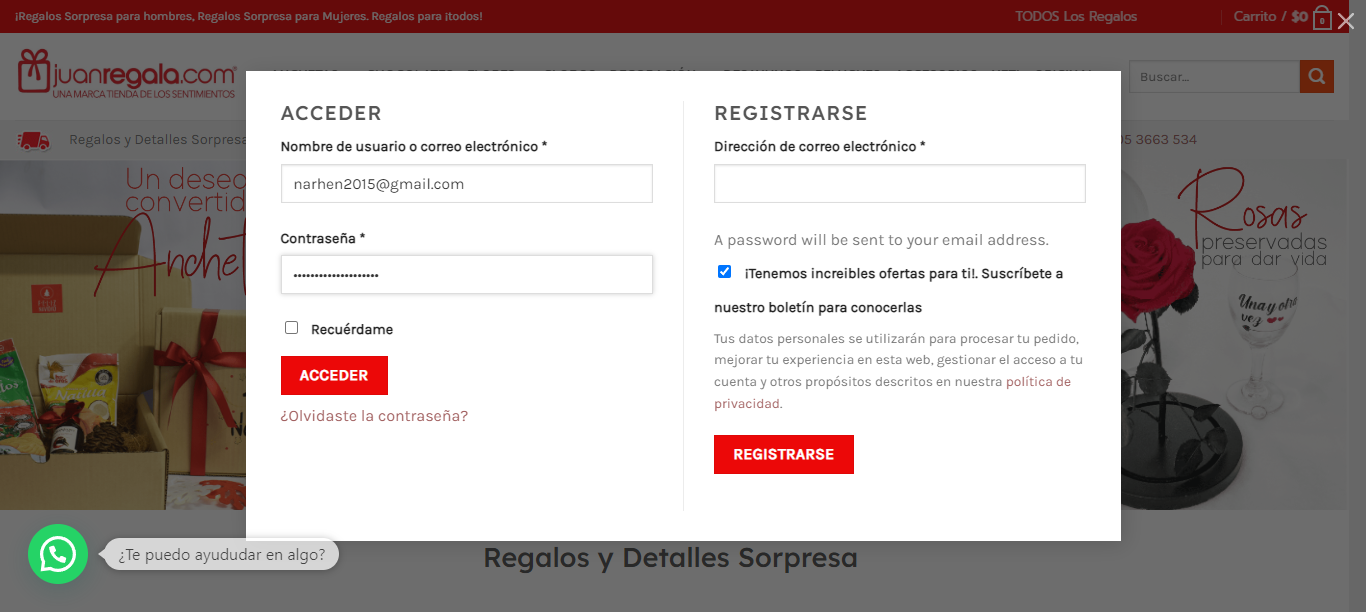 ¡Regalos Sorpresa para hombres, Regalos Sorpresa para Mujeres. Regalos para ¡todos!
TODOS Los Regalos
Carrito / $0
0
juanregala.com
UNA MARCA TIENDA DE LOS SENTIMIENTOS
Buscar...
Regalos y Detalles Sorpresa
3663 534
ACCEDER
Nombre de usuario o correo electrónico *
narhen2015@gmail.com
Contraseña *
Recuérdame
ACCEDER
¿Olvidaste la contraseña?
REGISTRARSE
Dirección de correo electrónico *
A password will be sent to your email address.
¡Tenemos increibles ofertas para ti!. Suscríbete a
nuestro boletín para conocerlas
Tus datos personales se utilizarán para procesar tu pedido,
mejorar tu experiencia en esta web, gestionar el acceso a tu
cuenta y otros propósitos descritos en nuestra política de
privacidad.
REGISTRARSE
Un deseo
convertid
Anchet
Rosas
preservadas
para dar vida
Una y otra
vez
¿Te puedo ayududar en algo?
Regalos y Detalles Sorpresa